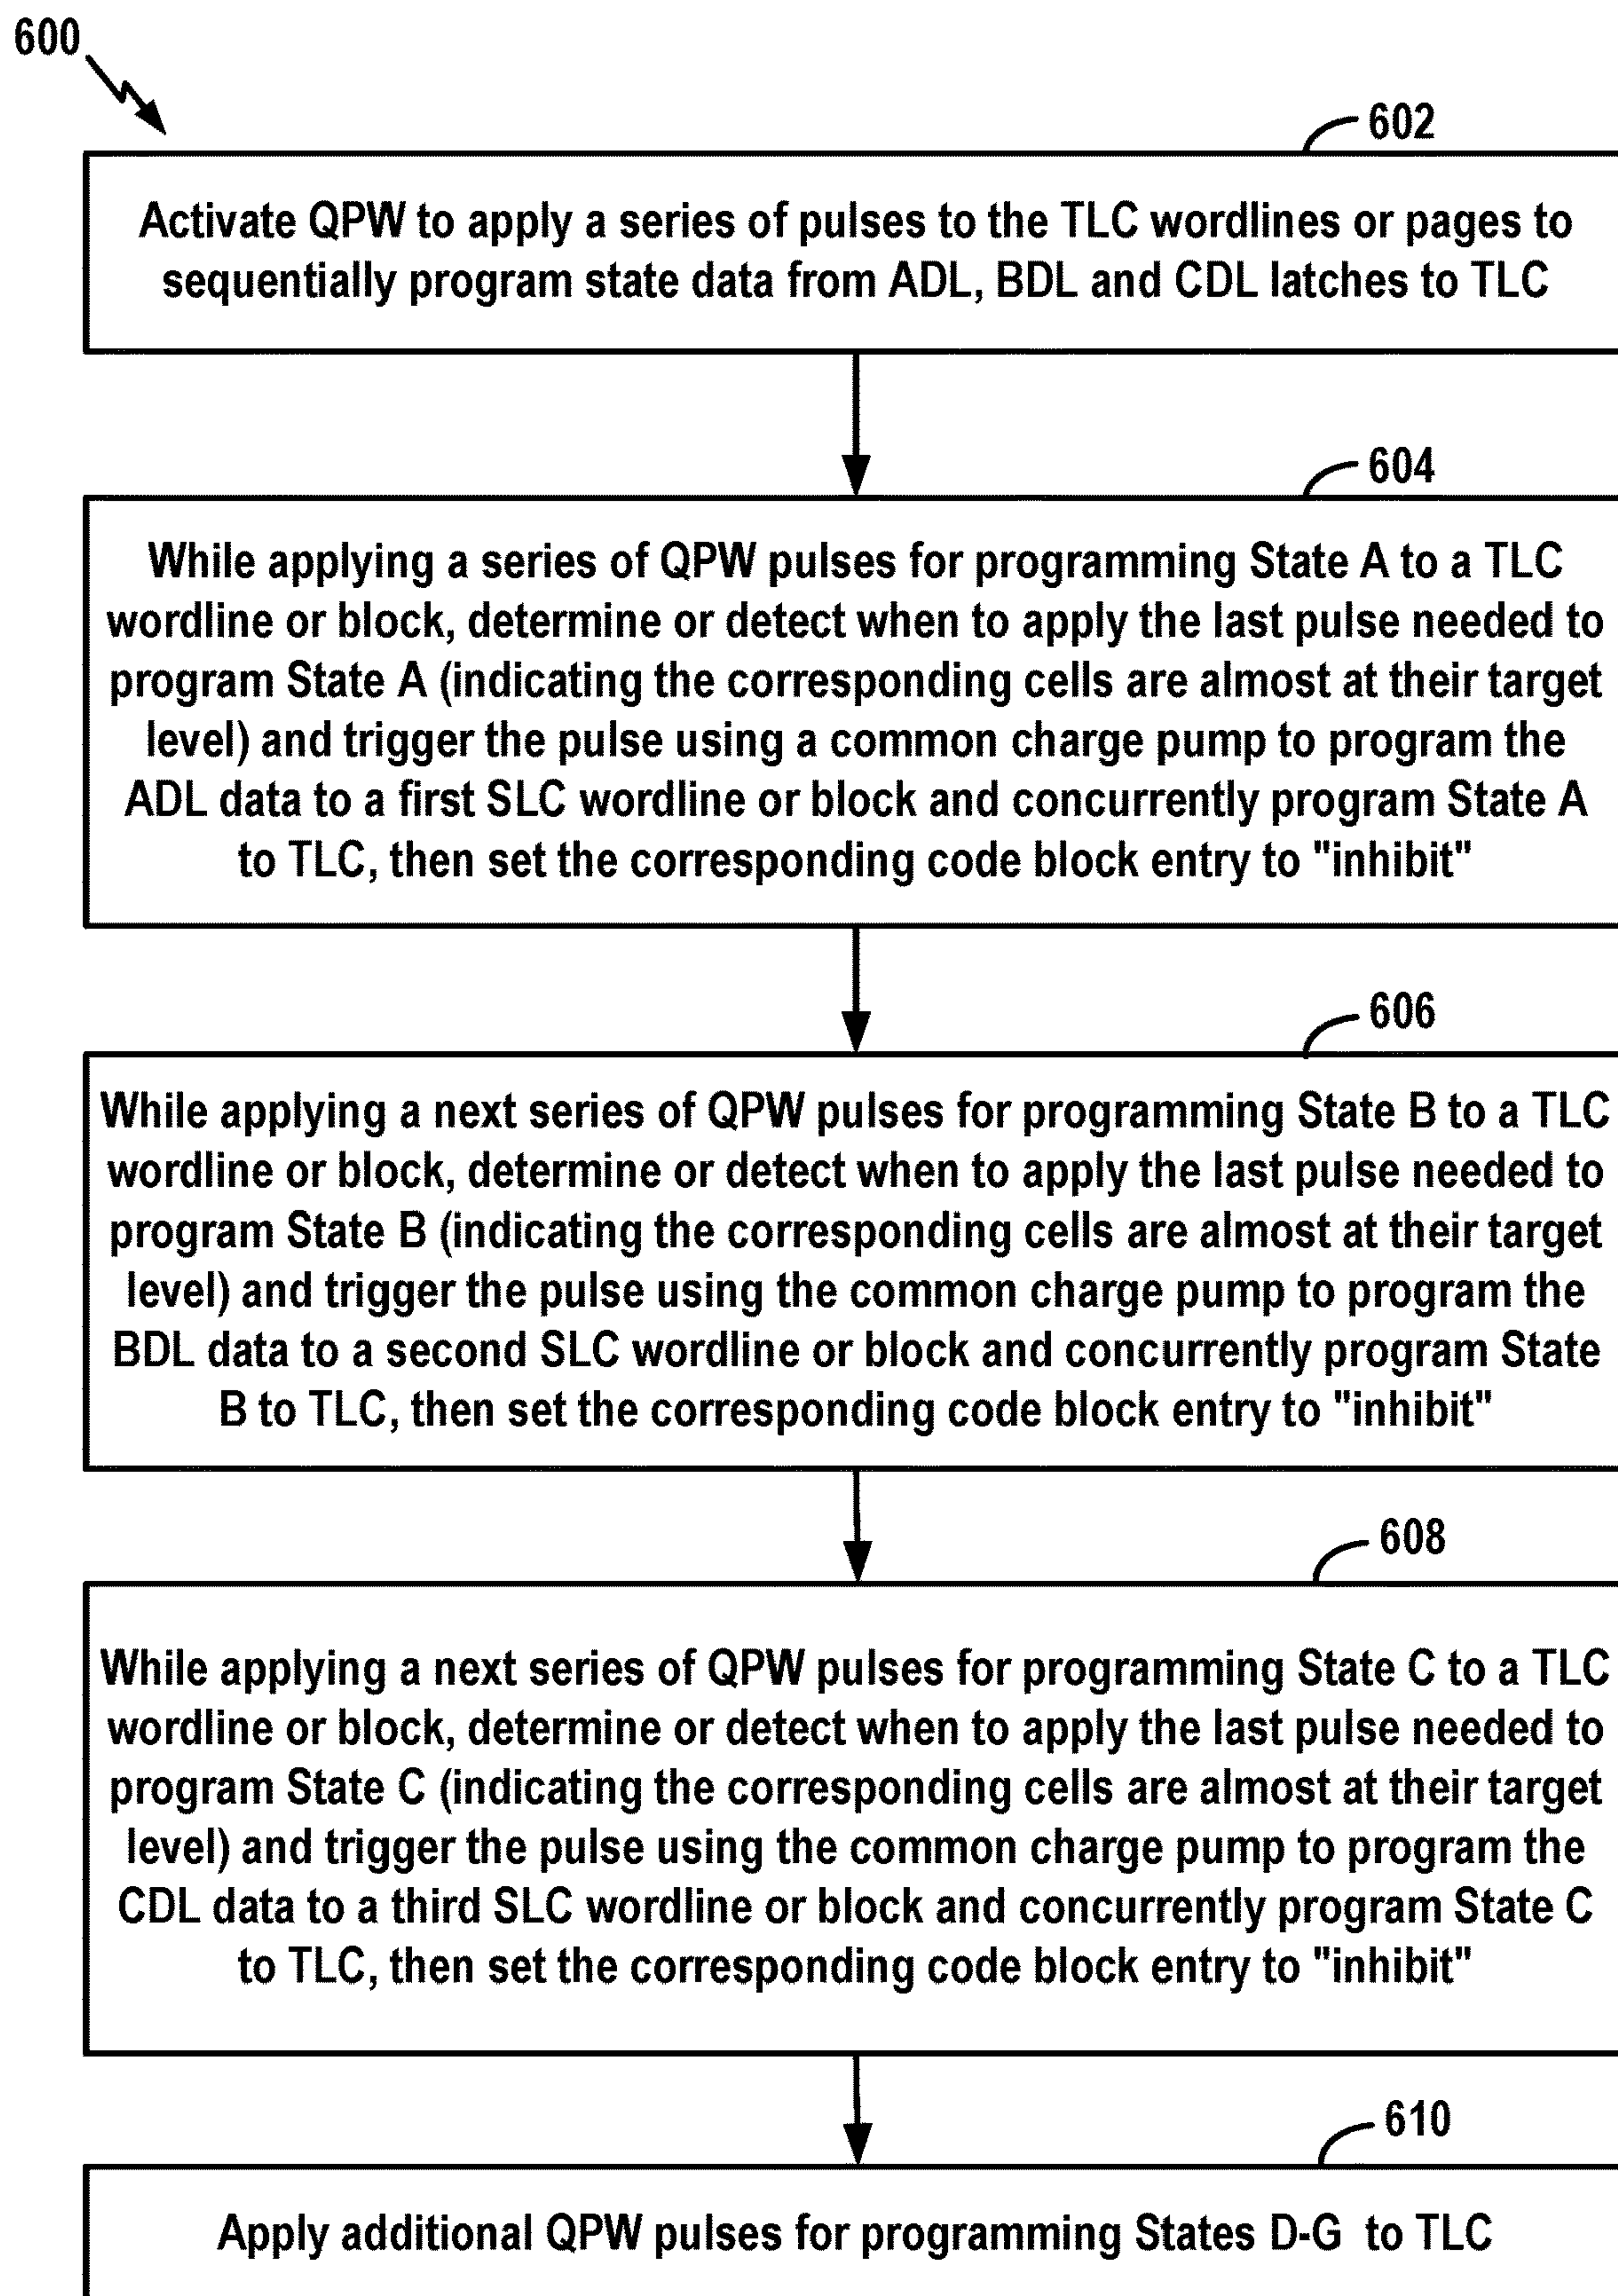 600
602
Activate QPW to apply a series of pulses to the TLC wordlines or pages to
sequentially program state data from ADL, BDL and CDL latches to TLC
604
While applying a series of QPW pulses for programming State A to a TLC
wordline or block, determine or detect when to apply the last pulse needed to
program State A (indicating the corresponding cells are almost at their target
level) and trigger the pulse using a common charge pump to program the
ADL data to a first SLC wordline or block and concurrently program State A
to TLC, then set the corresponding code block entry to "inhibit"
606
While applying a next series of QPW pulses for programming State B to a TLC
wordline or block, determine or detect when to apply the last pulse needed to
program State B (indicating the corresponding cells are almost at their target
level) and trigger the pulse using the common charge pump to program the
BDL data to a second SLC wordline or block and concurrently program State
B to TLC, then set the corresponding code block entry to "inhibit"
608
While applying a next series of QPW pulses for programming State C to a TLC
wordline or block, determine or detect when to apply the last pulse needed to
program State C (indicating the corresponding cells are almost at their target
level) and trigger the pulse using the common charge pump to program the
CDL data to a third SLC wordline or block and concurrently program State C
to TLC, then set the corresponding code block entry to "inhibit"
610
Apply additional QPW pulses for programming States D-G to TLC